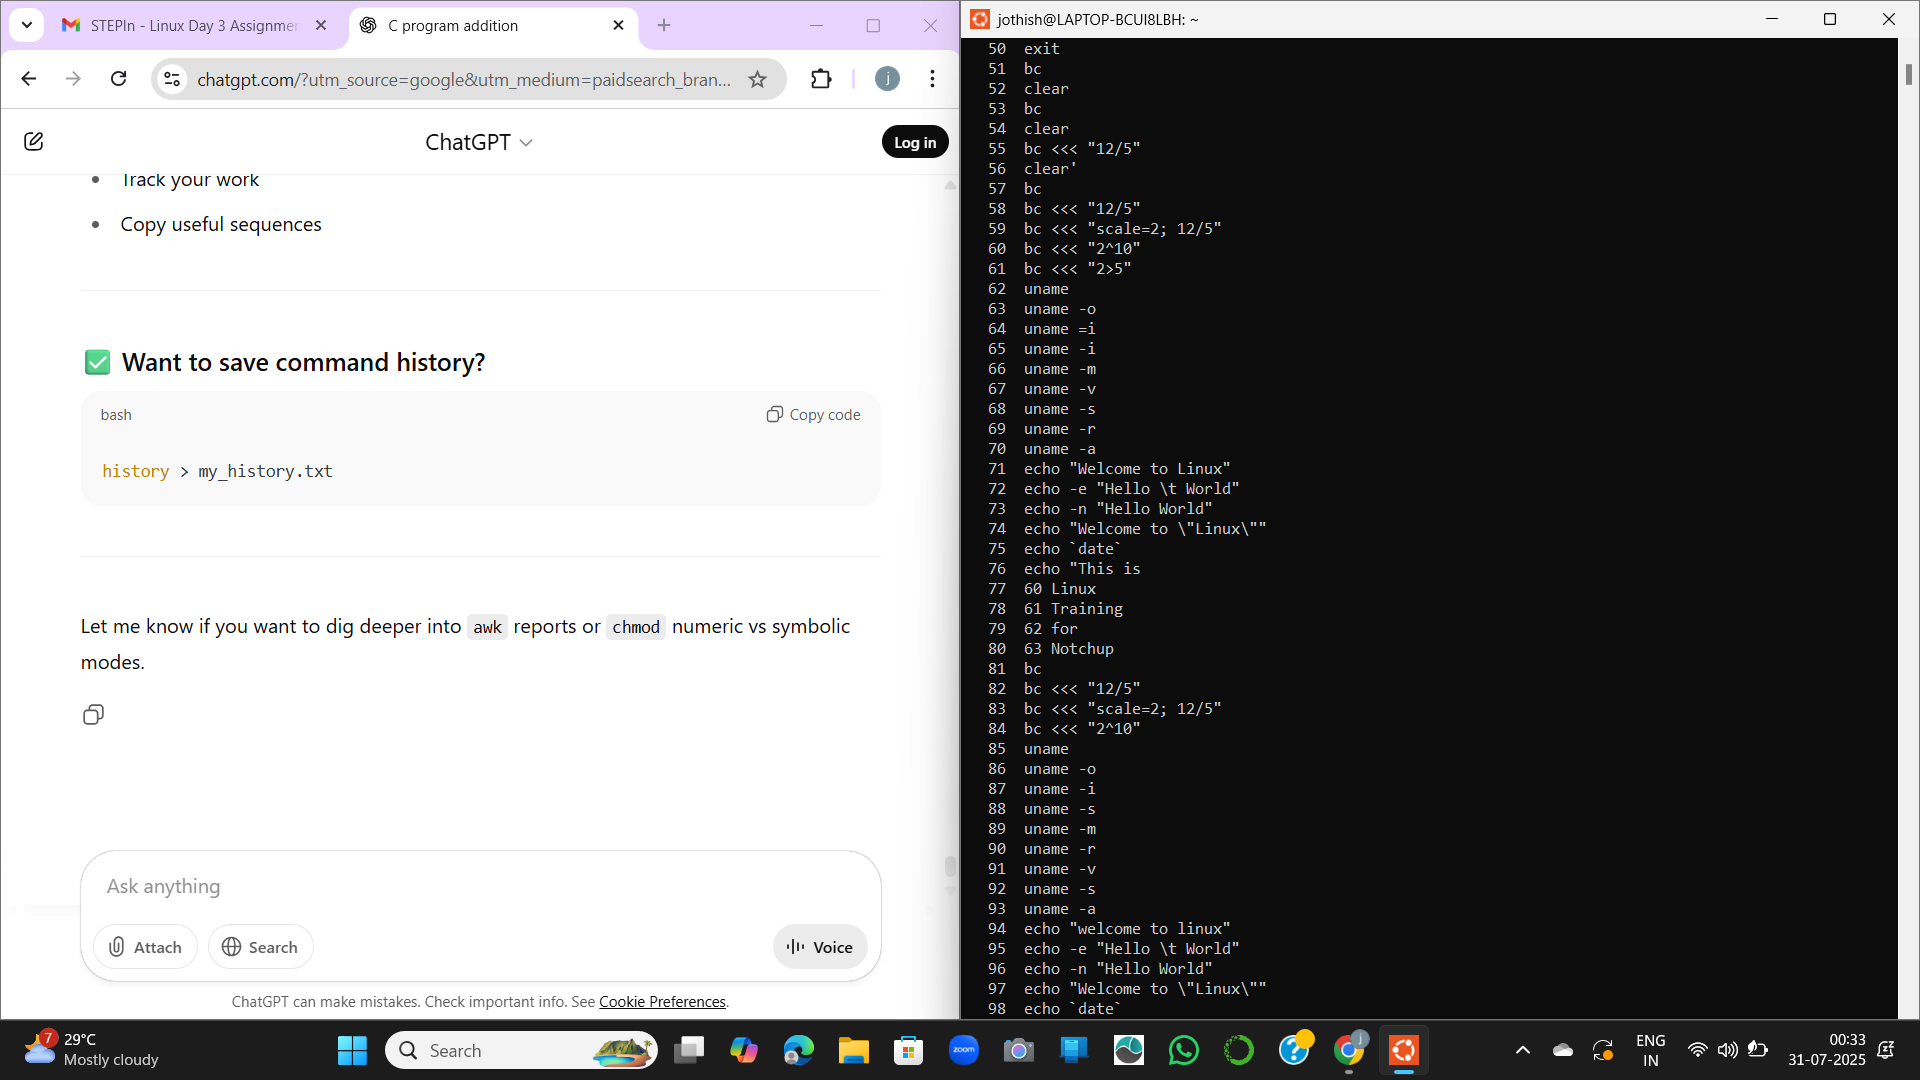 STEPIn - Linux Day 3 Assignmer
C program addition
chatgpt.com/?utm_source=google&utm_medium=paidsearch_bran...
j
ChatGPT
Log in
Track your work
Copy useful sequences
Want to save command history?
bash
Copy code
history > my_history.txt
Let me know if you want to dig deeper into awk reports or chmod numeric vs symbolic
modes.
Ask anything
Attach
Search
Voice
ChatGPT can make mistakes. Check important info. See Cookie Preferences.
jothish@LAPTOP-BCUI8LBH: ~
50 exit
51 bc
52 clear
53 bc
54 clear
55 bc <<< "12/5"
56 clear'
57 bc
58 bc <<< "12/5"
59 bc <<< "scale=2; 12/5"
60 bc <<< "2^10"
61 bc <<< "2>5"
62 uname
63 uname -o
64 uname =i
65 uname -i
66 uname -m
67 uname -v
68 uname -s
69 uname -r
70 uname -a
71 echo "Welcome to Linux"
72 echo -e "Hello \t World"
73 echo -n "Hello World"
74 echo "Welcome to \"Linux\""
75 echo `date`
76 echo "This is
77 60 Linux
78 61 Training
79 62 for
80 63 Notchup
81 bc
82 bc <<< "12/5"
83 bc <<< "scale=2; 12/5"
84 bc <<< "2^10"
85 uname
86 uname -o
87 uname -i
88 uname -s
89 uname -m
90 uname -r
91 uname -v
92 uname -s
93 uname -a
94 echo "welcome to linux"
95 echo -e "Hello \t World"
96 echo -n "Hello World"
97 echo "Welcome to \"Linux\""
98 echo `date`
7
29°C
Mostly cloudy
Search
zoom
j
ENG
IN
00:33
31-07-2025